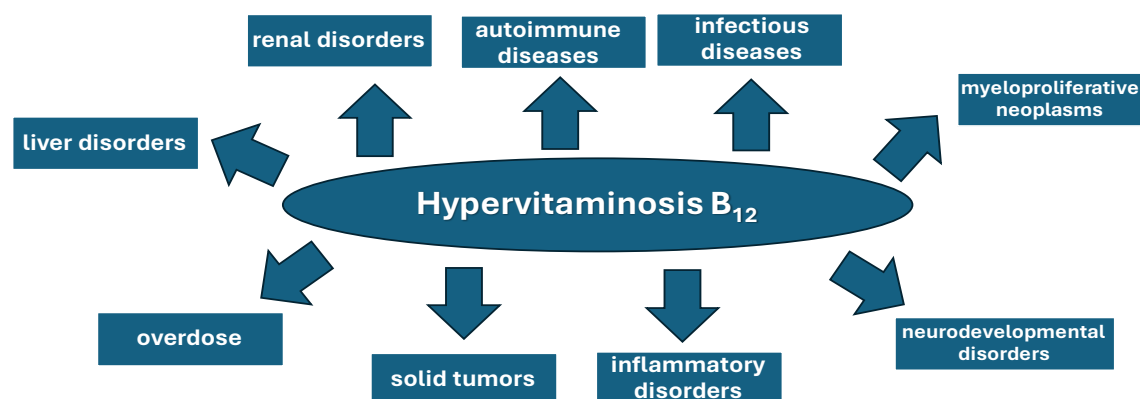 renal disorders
autoimmune
diseases
infectious
diseases
myeloproliferative
neoplasms
liver disorders
Hypervitaminosis B₁₂
overdose
solid tumors
inflammatory
disorders
neurodevelopmental
disorders